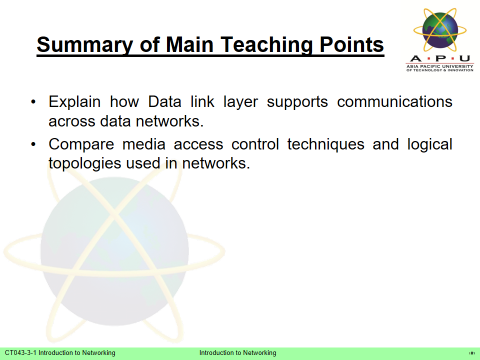 Summary of Main Teaching Points
A • P • U
ASIA PACIFIC UNIVERSITY
OF TECHNOLOGY & INNOVATION
• Explain how Data link layer supports communications
across data networks.
• Compare media access control techniques and logical
topologies used in networks.
CT043-3-1 Introduction to Networking
Introduction to Networking
‹#›